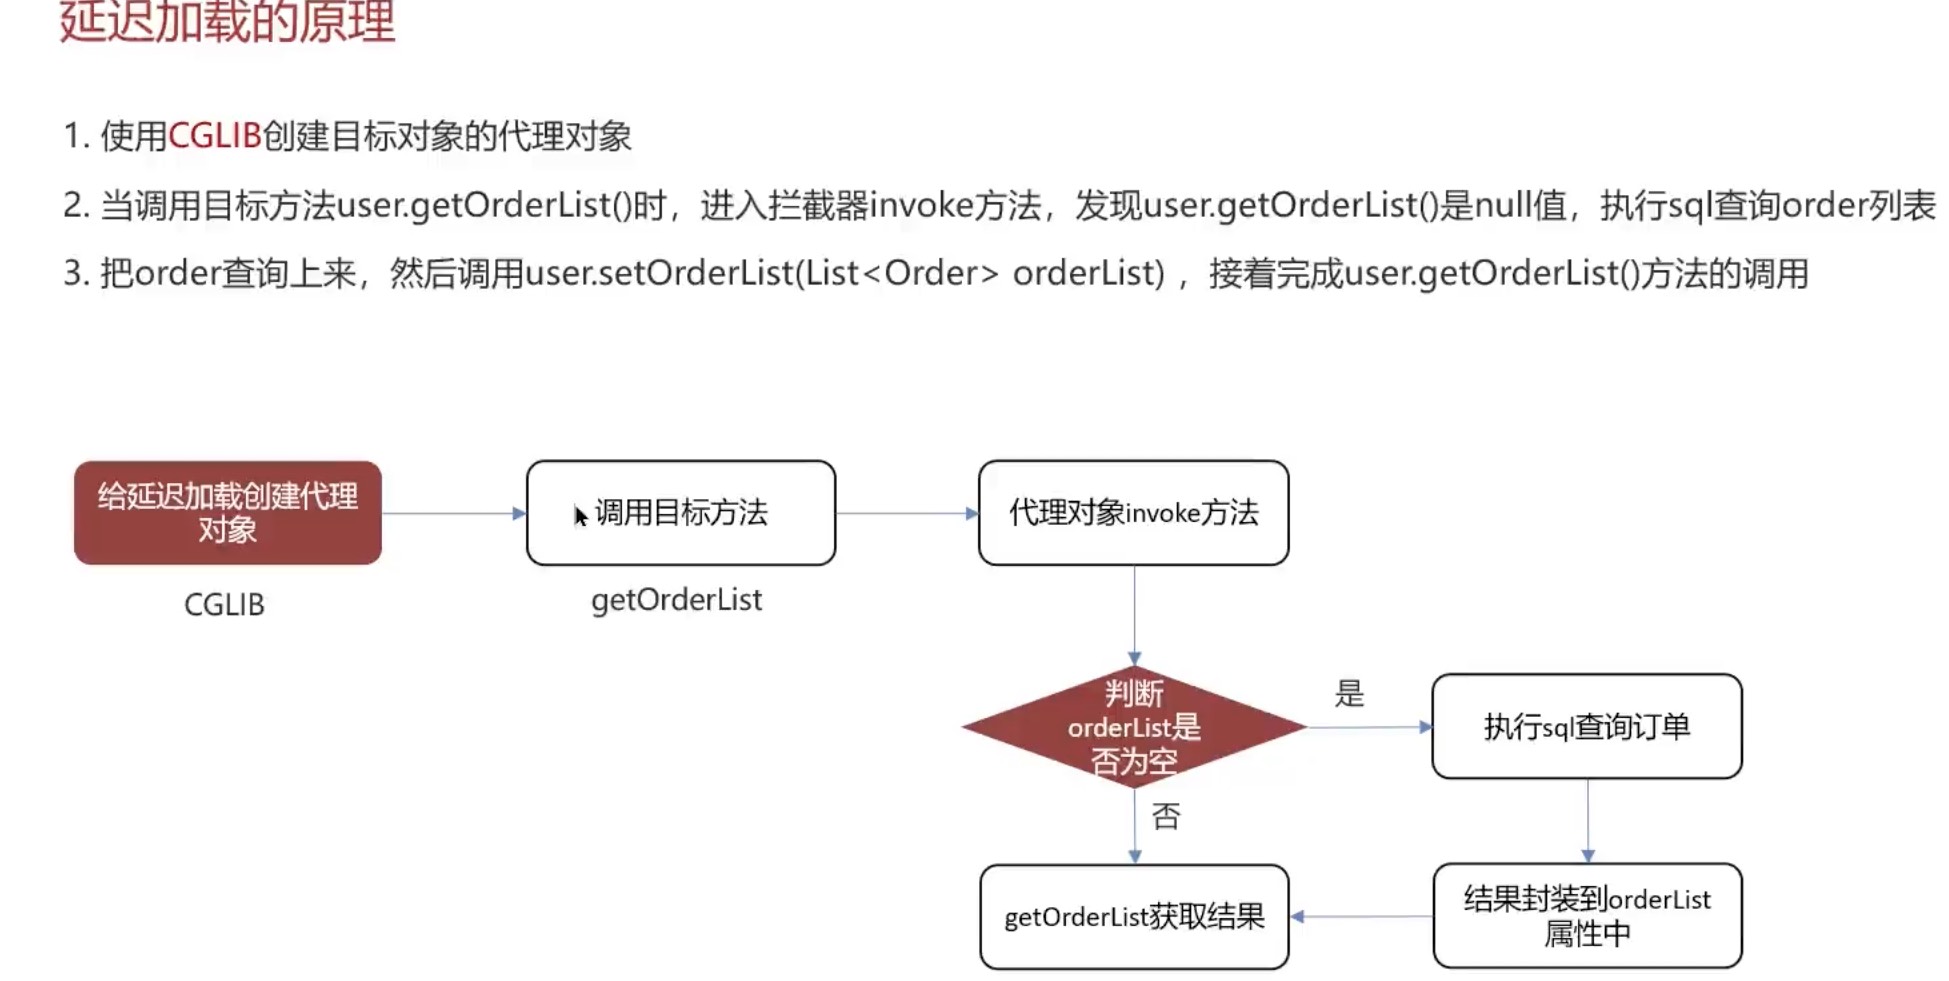 延迟加载的原理
1. 使用CGLIB创建目标对象的代理对象
2. 当调用目标方法user.getOrderList()时，进入拦截器invoke方法，发现user.getOrderList()是null值，执行sql查询order列表
3. 把order查询上来，然后调用user.setOrderList(List<Order> orderList) ，接着完成user.getOrderList()方法的调用
给延迟加载创建代理
对象
CGLIB
调用目标方法
getOrderList
代理对象invoke方法
判断
orderList是
否为空
是
执行sql查询订单
否
getOrderList获取结果
结果封装到orderList
属性中